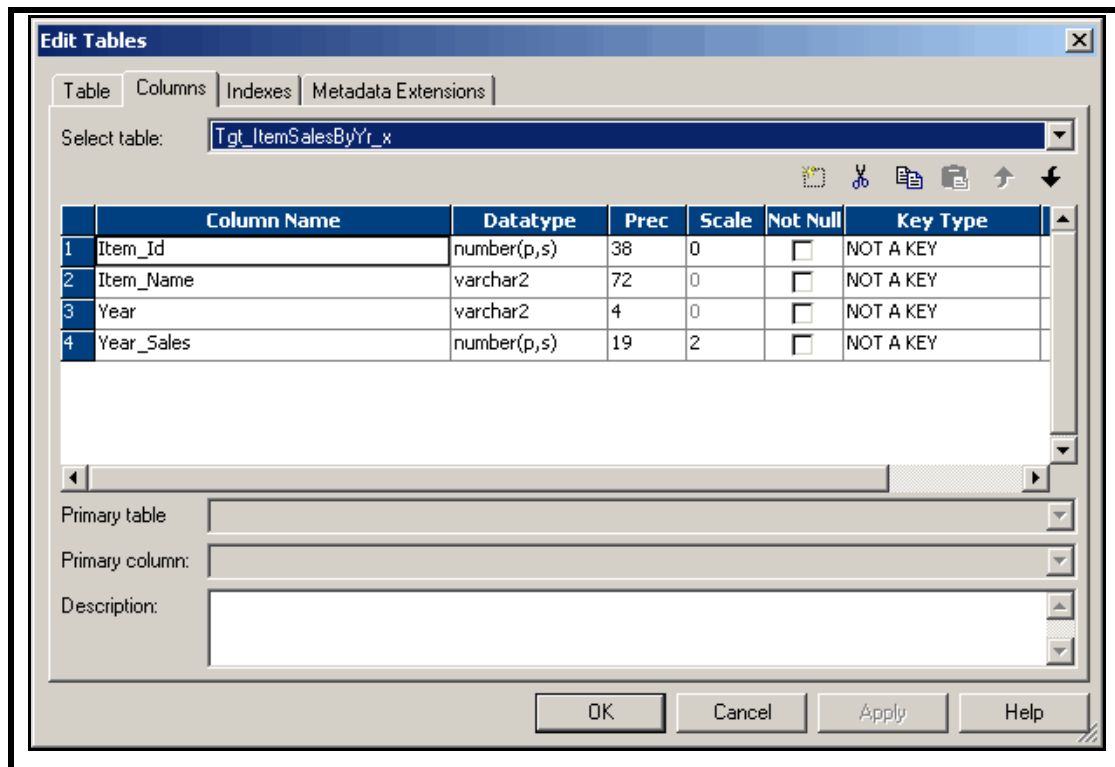 Edit Tables
Table Columns Indexes Metadata Extensions
Select table: Tgt_ItemSalesByYr_x
Column Name Datatype Prec Scale Not Null Key Type
1 Item_Id number(p,s) 38 0 NOT A KEY
2 Item_Name varchar2 72 0 NOT A KEY
3 Year varchar2 4 0 NOT A KEY
4 Year_Sales number(p,s) 19 2 NOT A KEY
Primary table
Primary column:
Description:
OK Cancel Apply Help